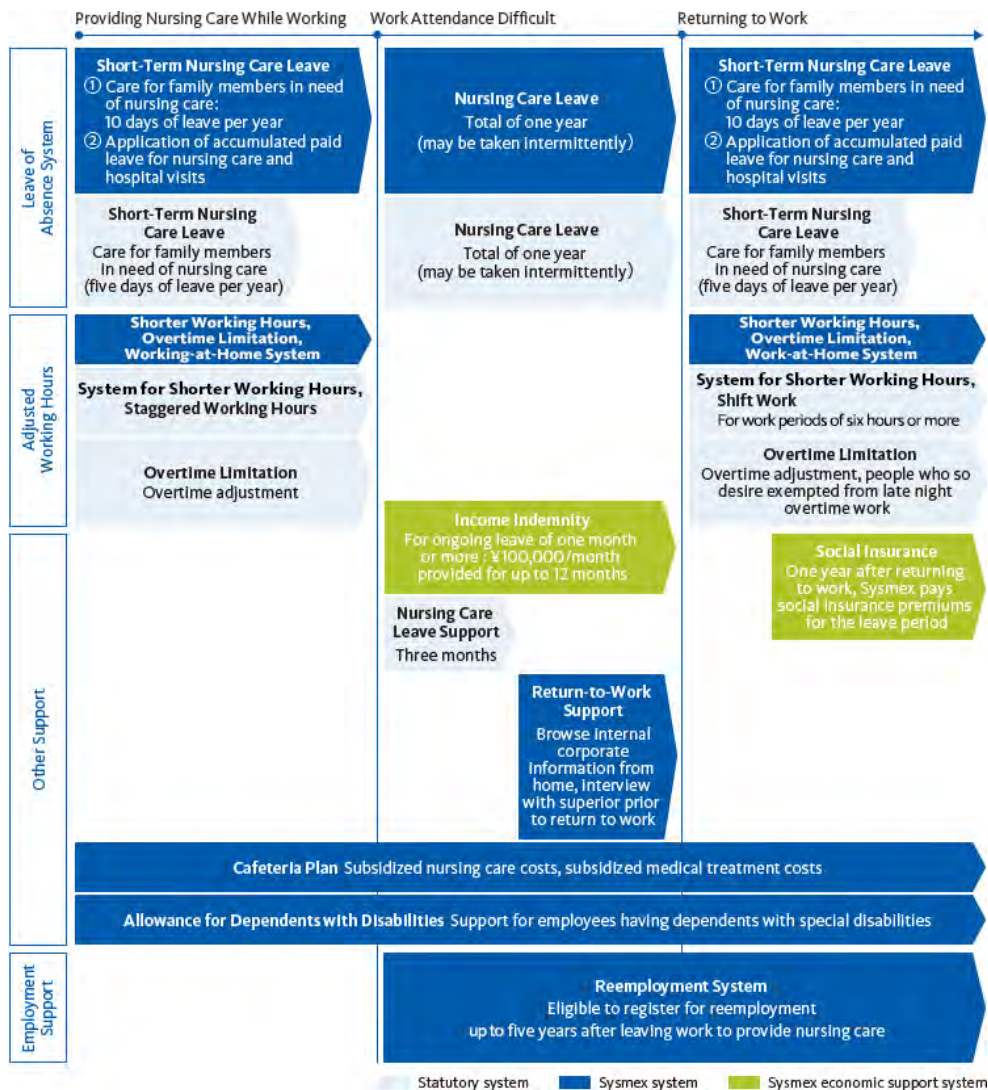 Providing Nursing Care While Working
Work Attendance Difficult
Returning to Work
Leave of
Absence System
Short-Term Nursing Care Leave
① Care for family members in need
of nursing care:
10 days of leave per year
② Application of accumulated paid
leave for nursing care and
hospital visits
Nursing Care Leave
Total of one year
(may be taken intermittently)
Short-Term Nursing Care Leave
① Care for family members in need
of nursing care:
10 days of leave per year
② Application of accumulated paid
leave for nursing care and
hospital visits
Short-Term Nursing
Care Leave
Care for family members
in need of nursing care
(five days of leave per year)
Nursing Care Leave
Total of one year
(may be taken intermittently)
Short-Term Nursing
Care Leave
Care for family members
in need of nursing care
(five days of leave per year)
Adjusted
Working Hours
Shorter Working Hours,
Overtime Limitation,
Working-at-Home System
Shorter Working Hours,
Overtime Limitation,
Work-at-Home System
System for Shorter Working Hours,
Staggered Working Hours
System for Shorter Working Hours,
Shift Work
For work periods of six hours or more
Overtime Limitation
Overtime adjustment
Overtime Limitation
Overtime adjustment, people who so
desire exempted from late night
overtime work
Other Support
Income Indemnity
For ongoing leave of one month
or more : ¥100,000/month
provided for up to 12 months
Social Insurance
One year after returning
to work, Sysmex pays
social insurance premiums
for the leave period
Nursing Care
Leave Support
Three months
Return-to-Work
Support
Browse internal
corporate
information from
home, interview
with superior prior
to return to work
Cafeteria Plan Subsidized nursing care costs, subsidized medical treatment costs
Allowance for Dependents with Disabilities Support for employees having dependents with special disabilities
Employment
Support
Reemployment System
Eligible to register for reemployment
up to five years after leaving work to provide nursing care
Statutory system
Sysmex system
Sysmex economic support system